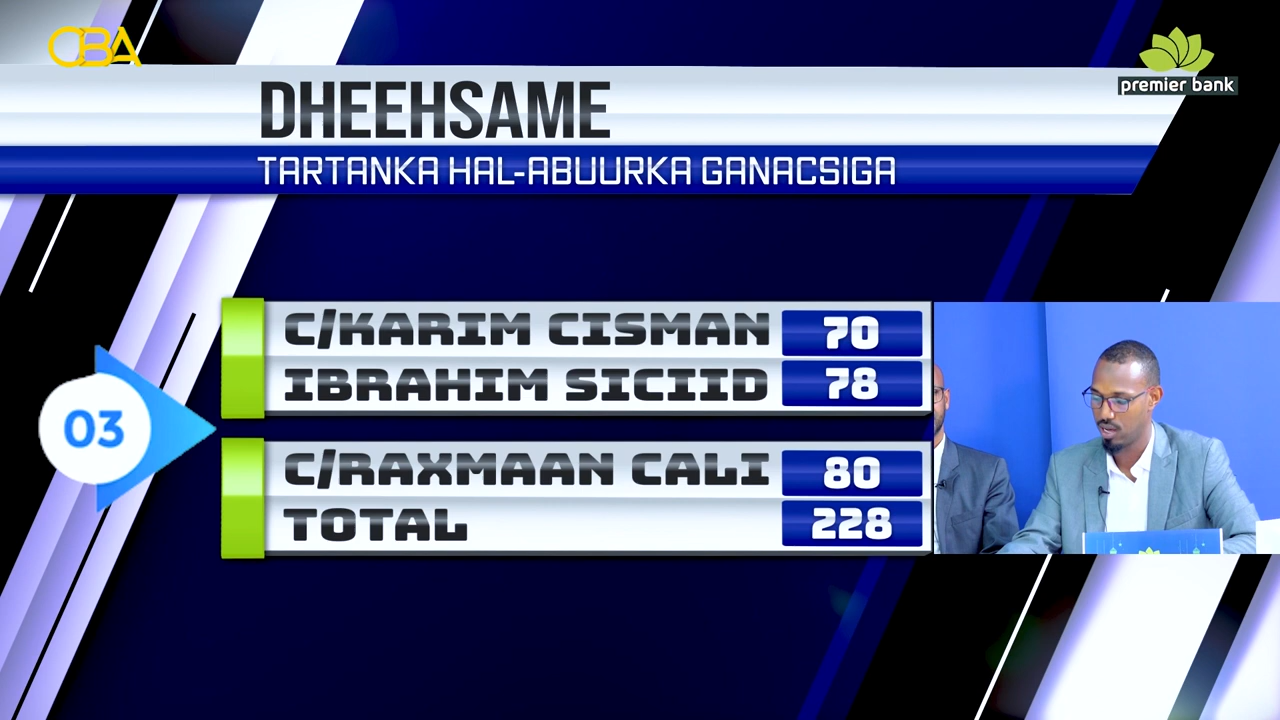 OBA
premier bank
DHEEHSAME
TARTANKA HAL-ABUURKA GANACSIGA
C/KARIM CISMAN 70
IBRAHIM SICIID 78
03
C/RAXMAAN CALI 80
TOTAL 228